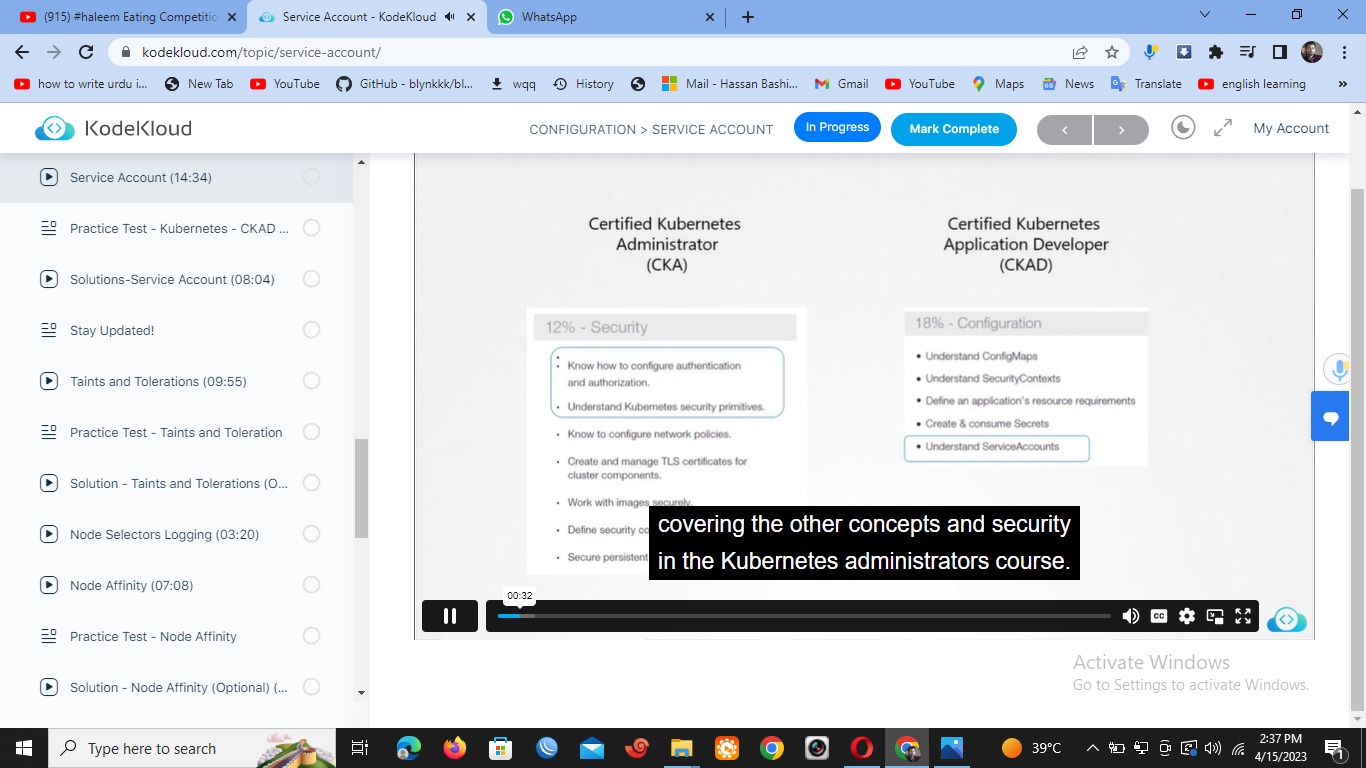 (915) #haleem Eating Competitio
Service Account - KodeKloud
WhatsApp
kodekloud.com/topic/service-account/
how to write urdu i...
New Tab
YouTube
GitHub - blynkkk/bl...
wqq
History
Mail - Hassan Bashi...
Gmail
YouTube
Maps
News
Translate
english learning
»
KodeKloud
CONFIGURATION > SERVICE ACCOUNT
In Progress
Mark Complete
My Account
Service Account (14:34)
Practice Test - Kubernetes - CKAD ...
Solutions-Service Account (08:04)
Stay Updated!
Taints and Tolerations (09:55)
Practice Test - Taints and Toleration
Solution - Taints and Tolerations (O...
Node Selectors Logging (03:20)
Node Affinity (07:08)
Practice Test - Node Affinity
Solution - Node Affinity (Optional) (...
Certified Kubernetes
Administrator
(CKA)
12% - Security
Know how to configure authentication
and authorization.
Understand Kubernetes security primitives.
Know to configure network policies.
Create and manage TLS certificates for
cluster components.
Work with images securely.
Define security co
Secure persistent
Certified Kubernetes
Application Developer
(CKAD)
18% - Configuration
• Understand ConfigMaps
• Understand SecurityContexts
• Define an application's resource requirements
• Create & consume Secrets
• Understand ServiceAccounts
covering the other concepts and security
in the Kubernetes administrators course.
00:32
CC
Activate Windows
Go to Settings to activate Windows.
Type here to search
39°C
2:37 PM
4/15/2023
1